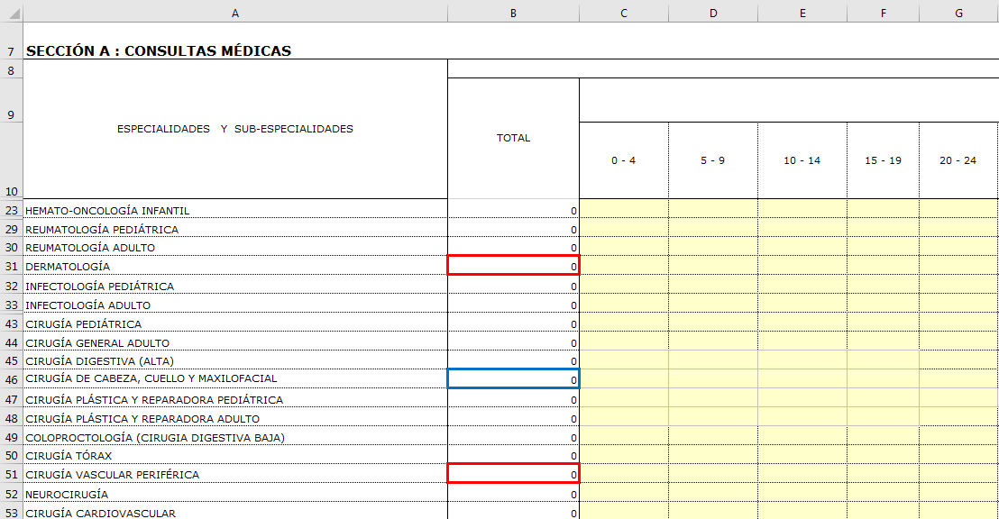 A B C D E F G
7 SECCIÓN A : CONSULTAS MÉDICAS
8
9
ESPECIALIDADES Y SUB-ESPECIALIDADES
TOTAL
0 - 4 5 - 9 10 - 14 15 - 19 20 - 24
10
23 HEMATO-ONCOLOGÍA INFANTIL 0
29 REUMATOLOGÍA PEDIÁTRICA 0
30 REUMATOLOGÍA ADULTO 0
31 DERMATOLOGÍA 0
32 INFECTOLOGÍA PEDIÁTRICA 0
33 INFECTOLOGÍA ADULTO 0
43 CIRUGÍA PEDIÁTRICA 0
44 CIRUGÍA GENERAL ADULTO 0
45 CIRUGÍA DIGESTIVA (ALTA) 0
46 CIRUGÍA DE CABEZA, CUELLO Y MAXILOFACIAL 0
47 CIRUGÍA PLÁSTICA Y REPARADORA PEDIÁTRICA 0
48 CIRUGÍA PLÁSTICA Y REPARADORA ADULTO 0
49 COLOPROCTOLOGÍA (CIRUGIA DIGESTIVA BAJA) 0
50 CIRUGÍA TÓRAX 0
51 CIRUGÍA VASCULAR PERIFÉRICA 0
52 NEUROCIRUGÍA 0
53 CIRUGÍA CARDIOVASCULAR 0